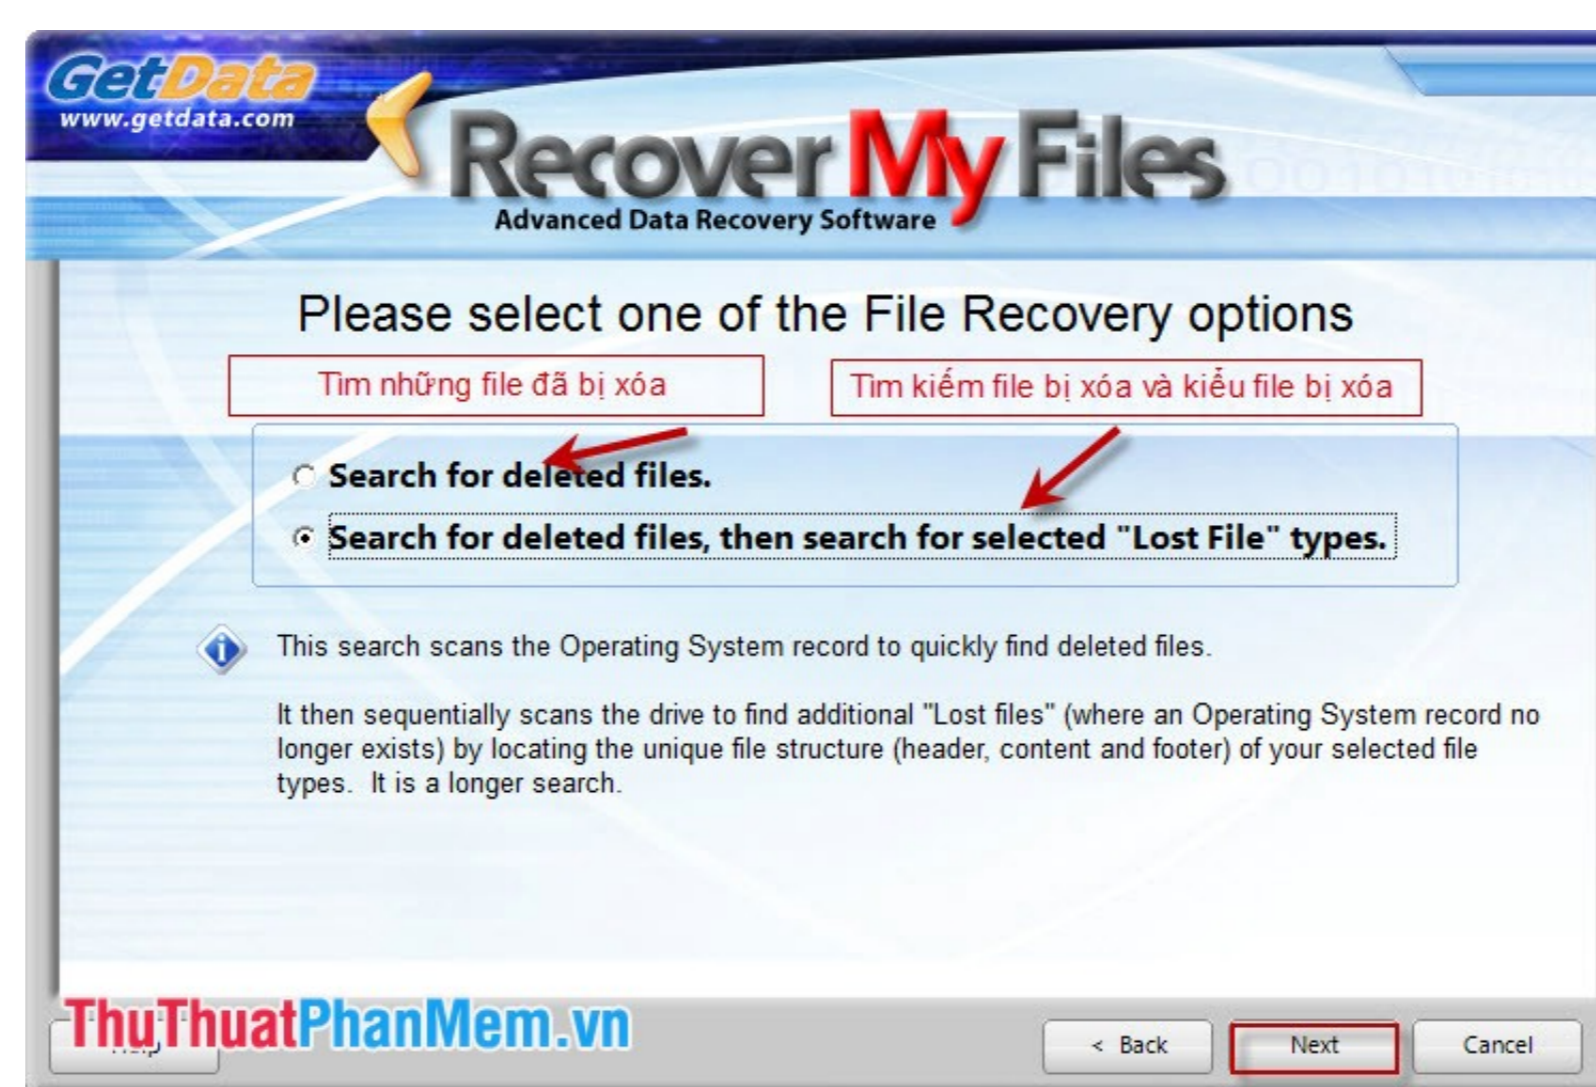 GetData
www.getdata.com
Recover My Files
Advanced Data Recovery Software
Please select one of the File Recovery options
Tìm những file đã bị xóa
Tìm kiếm file bị xóa và kiểu file bị xóa
Search for deleted files.
Search for deleted files, then search for selected "Lost File" types.
This search scans the Operating System record to quickly find deleted files.
It then sequentially scans the drive to find additional "Lost files" (where an Operating System record no
longer exists) by locating the unique file structure (header, content and footer) of your selected file
types. It is a longer search.
ThuThuatPhanMem.vn
< Back
Next
Cancel